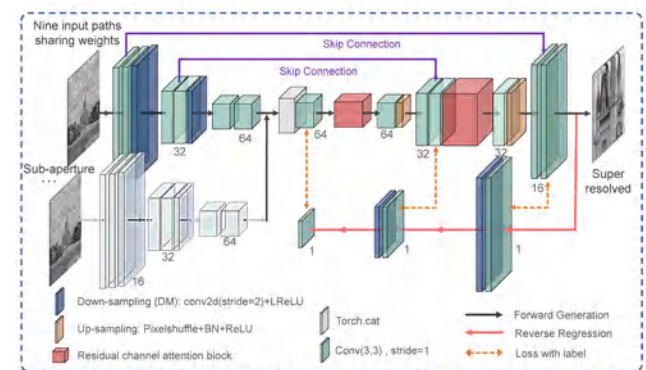 Nine input paths
sharing weights
Skip Connection
Skip Connection
32
64
64
64
32
32
16
Sub-aperture
...
Super
resolved
16
32
64
1
1
1
Down-sampling (DM): conv2d(stride=2)+LReLU
Up-sampling: Pixelshuffle+BN+ReLU
Residual channel attention block
Torch.cat
Conv(3,3) , stride=1
Forward Generation
Reverse Regression
Loss with label